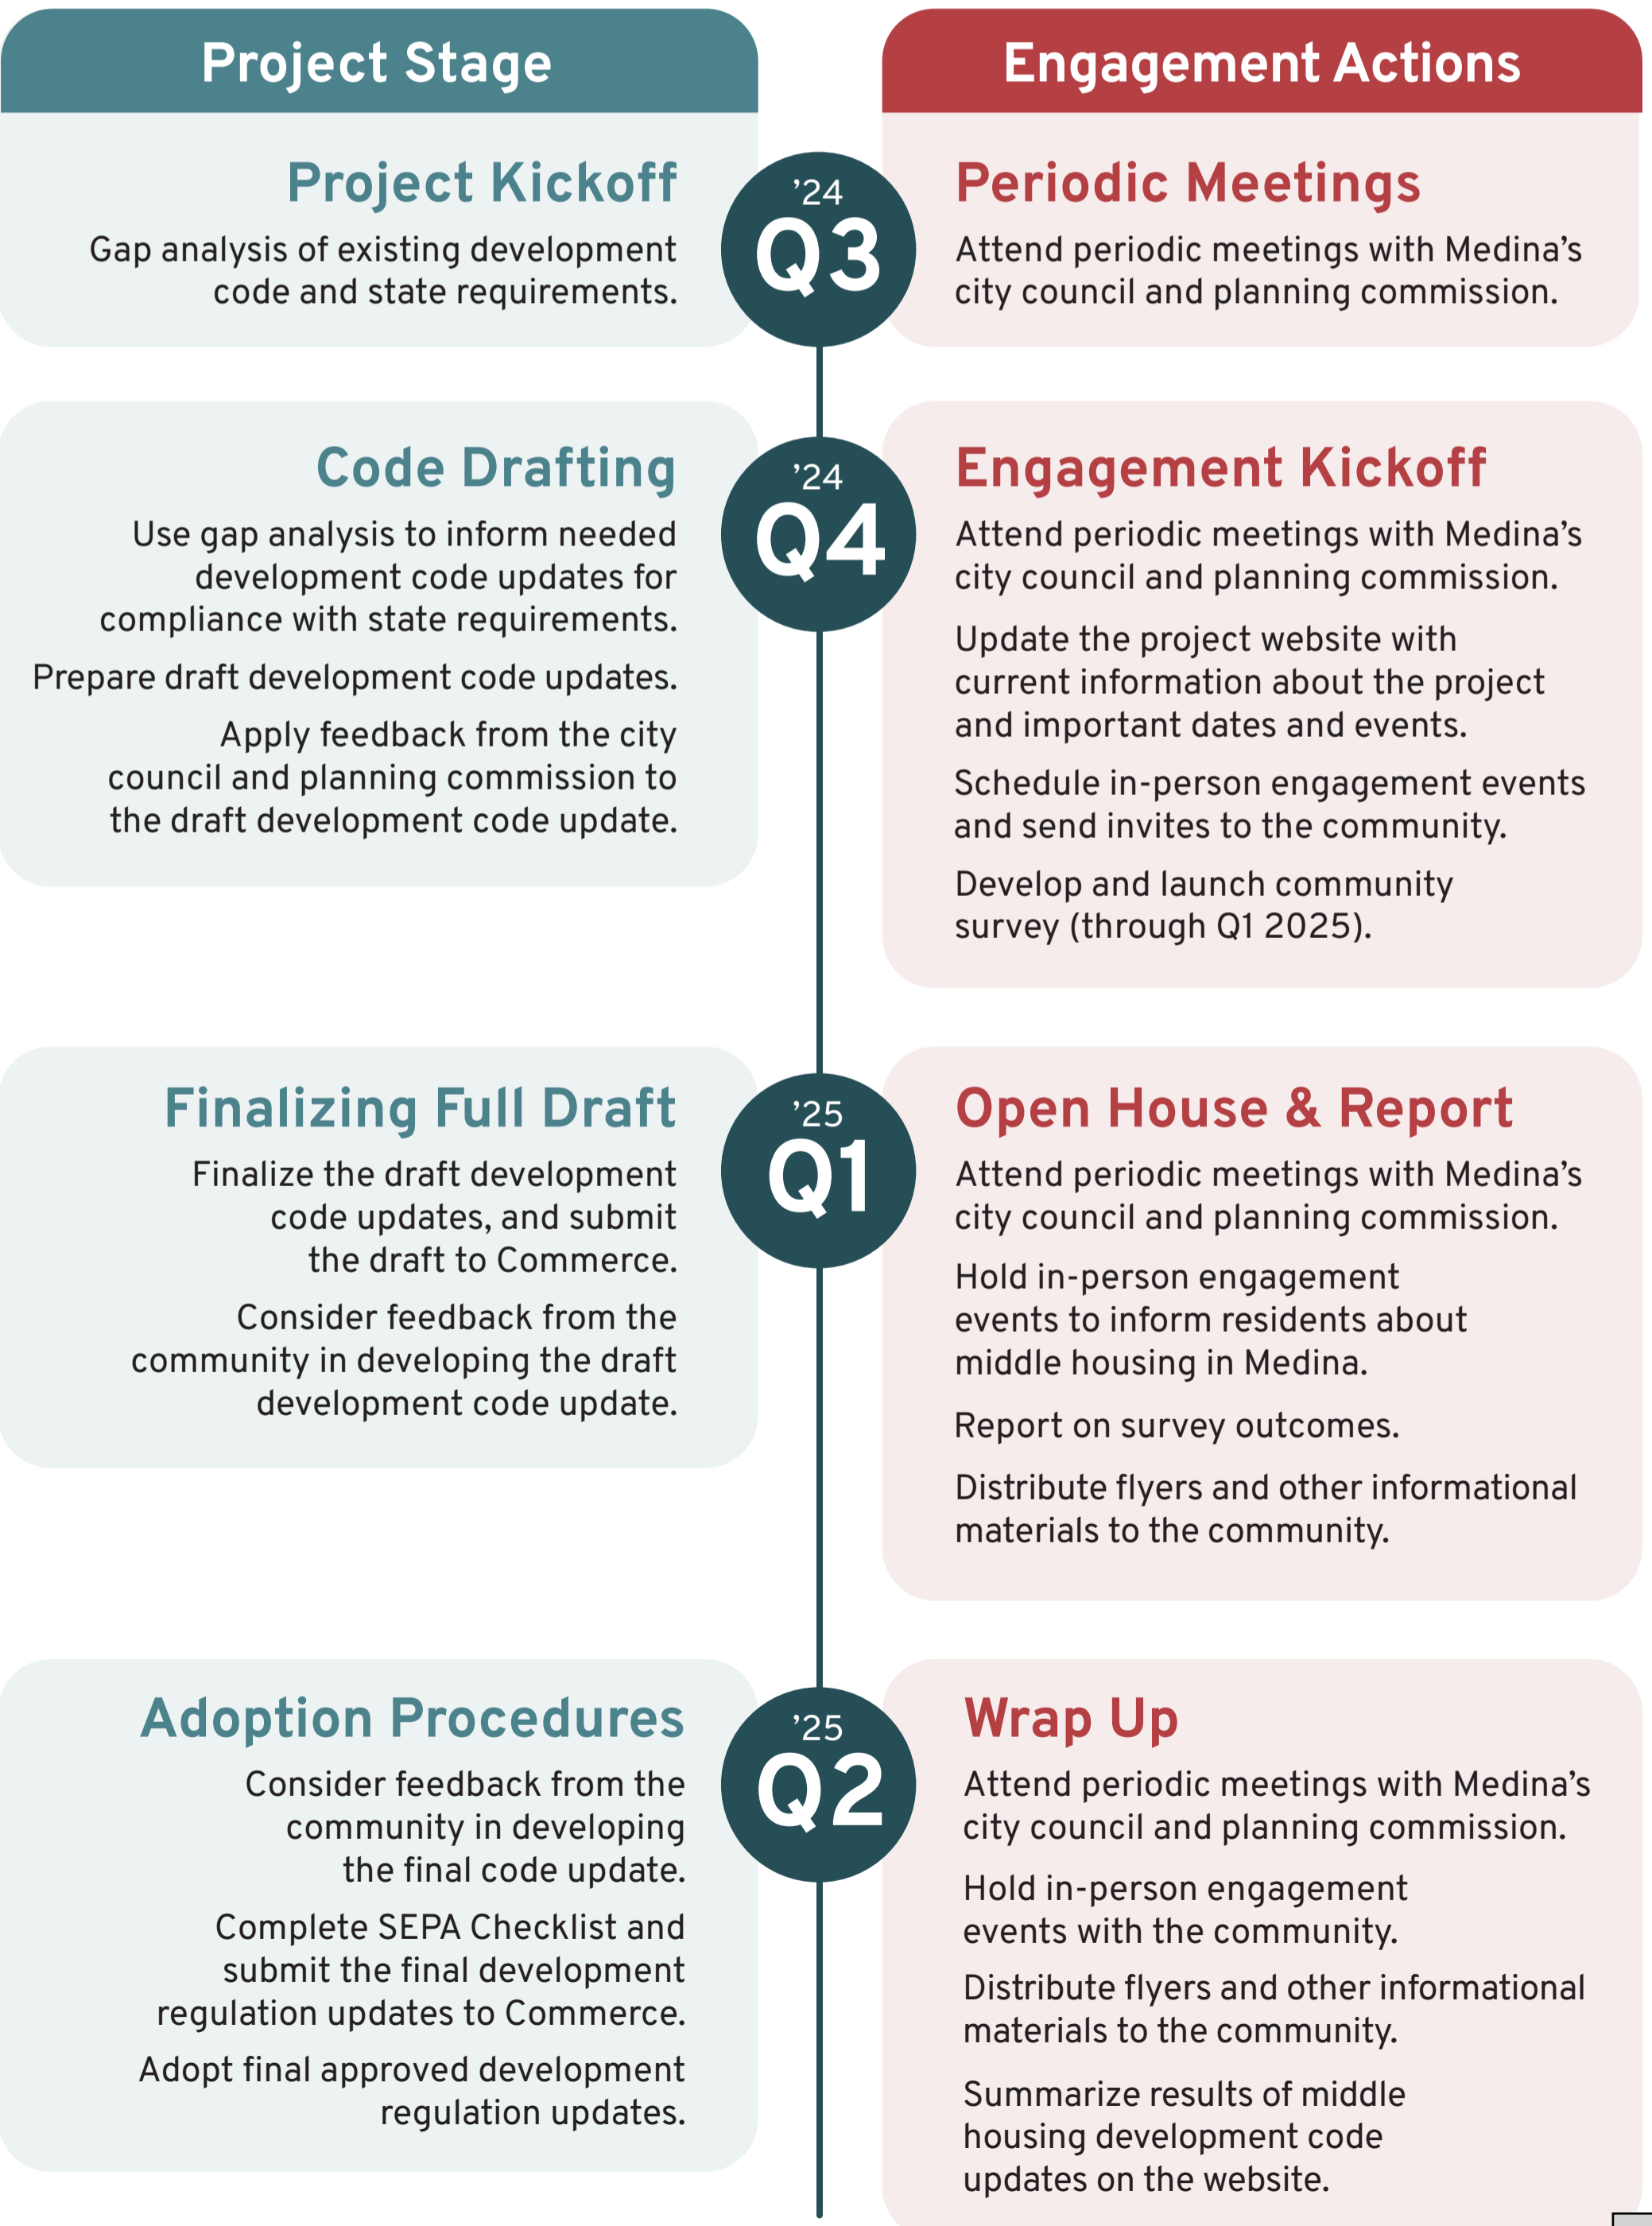 Project Stage
Engagement Actions
Project Kickoff
Gap analysis of existing development
code and state requirements.
’24
Q3
Periodic Meetings
Attend periodic meetings with Medina’s
city council and planning commission.
Code Drafting
Use gap analysis to inform needed
development code updates for
compliance with state requirements.
Prepare draft development code updates.
Apply feedback from the city
council and planning commission to
the draft development code update.
’24
Q4
Engagement Kickoff
Attend periodic meetings with Medina’s
city council and planning commission.
Update the project website with
current information about the project
and important dates and events.
Schedule in-person engagement events
and send invites to the community.
Develop and launch community
survey (through Q1 2025).
Finalizing Full Draft
Finalize the draft development
code updates, and submit
the draft to Commerce.
Consider feedback from the
community in developing the draft
development code update.
’25
Q1
Open House & Report
Attend periodic meetings with Medina’s
city council and planning commission.
Hold in-person engagement
events to inform residents about
middle housing in Medina.
Report on survey outcomes.
Distribute flyers and other informational
materials to the community.
Adoption Procedures
Consider feedback from the
community in developing
the final code update.
Complete SEPA Checklist and
submit the final development
regulation updates to Commerce.
Adopt final approved development
regulation updates.
’25
Q2
Wrap Up
Attend periodic meetings with Medina’s
city council and planning commission.
Hold in-person engagement
events with the community.
Distribute flyers and other informational
materials to the community.
Summarize results of middle
housing development code
updates on the website.